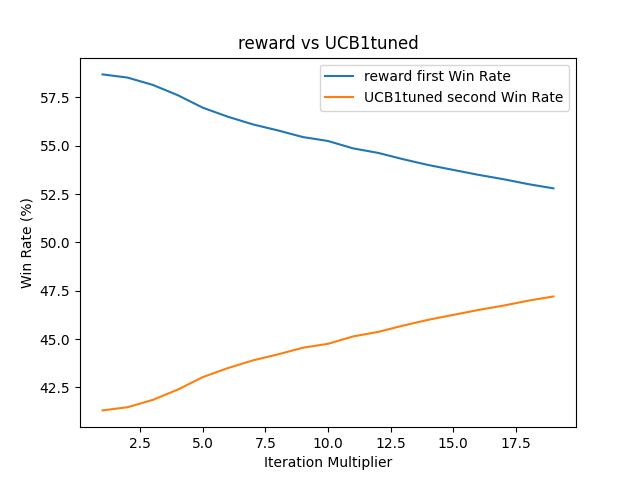 reward vs UCB1tuned
reward first Win Rate
UCB1tuned second Win Rate
57.5
55.0
52.5
50.0
47.5
45.0
42.5
Win Rate (%)
2.5 5.0 7.5 10.0 12.5 15.0 17.5
Iteration Multiplier